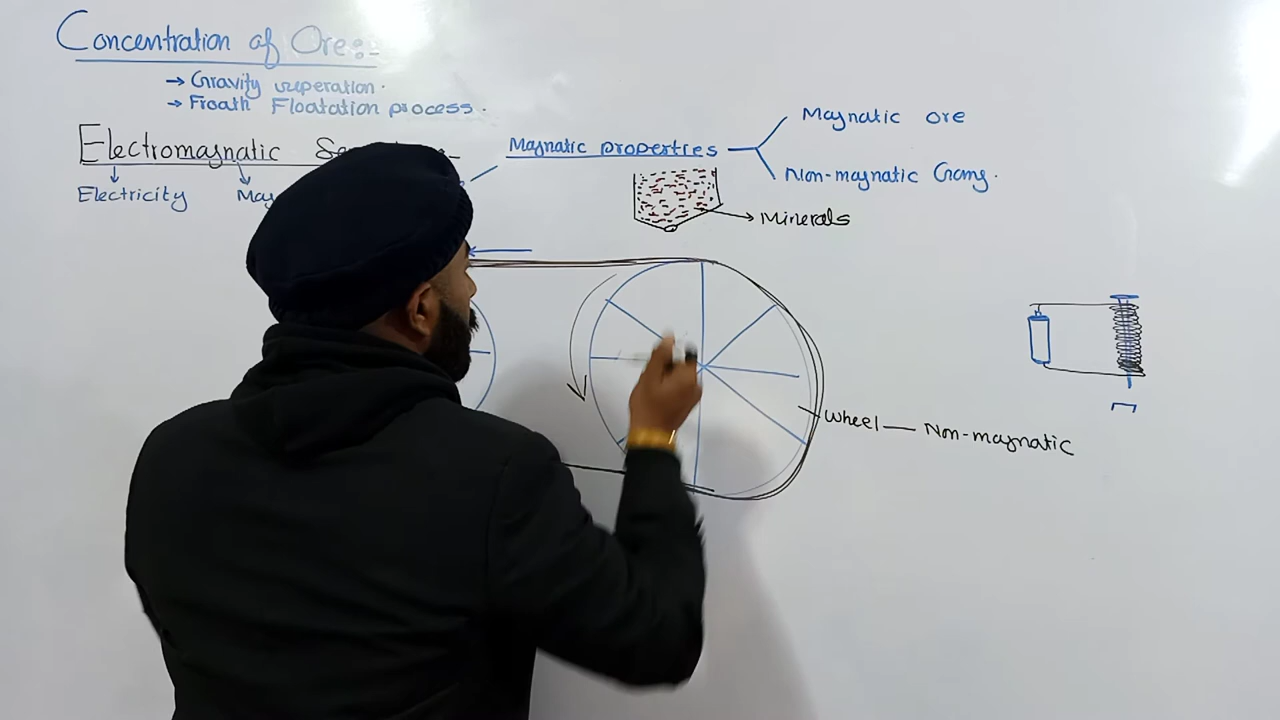 Concentration of Ore:-
→ Gravity seperation.
→ Froath Floatation process.
Electromagnatic
Electricity
Magnatic properties
Magnatic ore
Non-magnatic Gang.
Minerals
Wheel — Non-magnatic